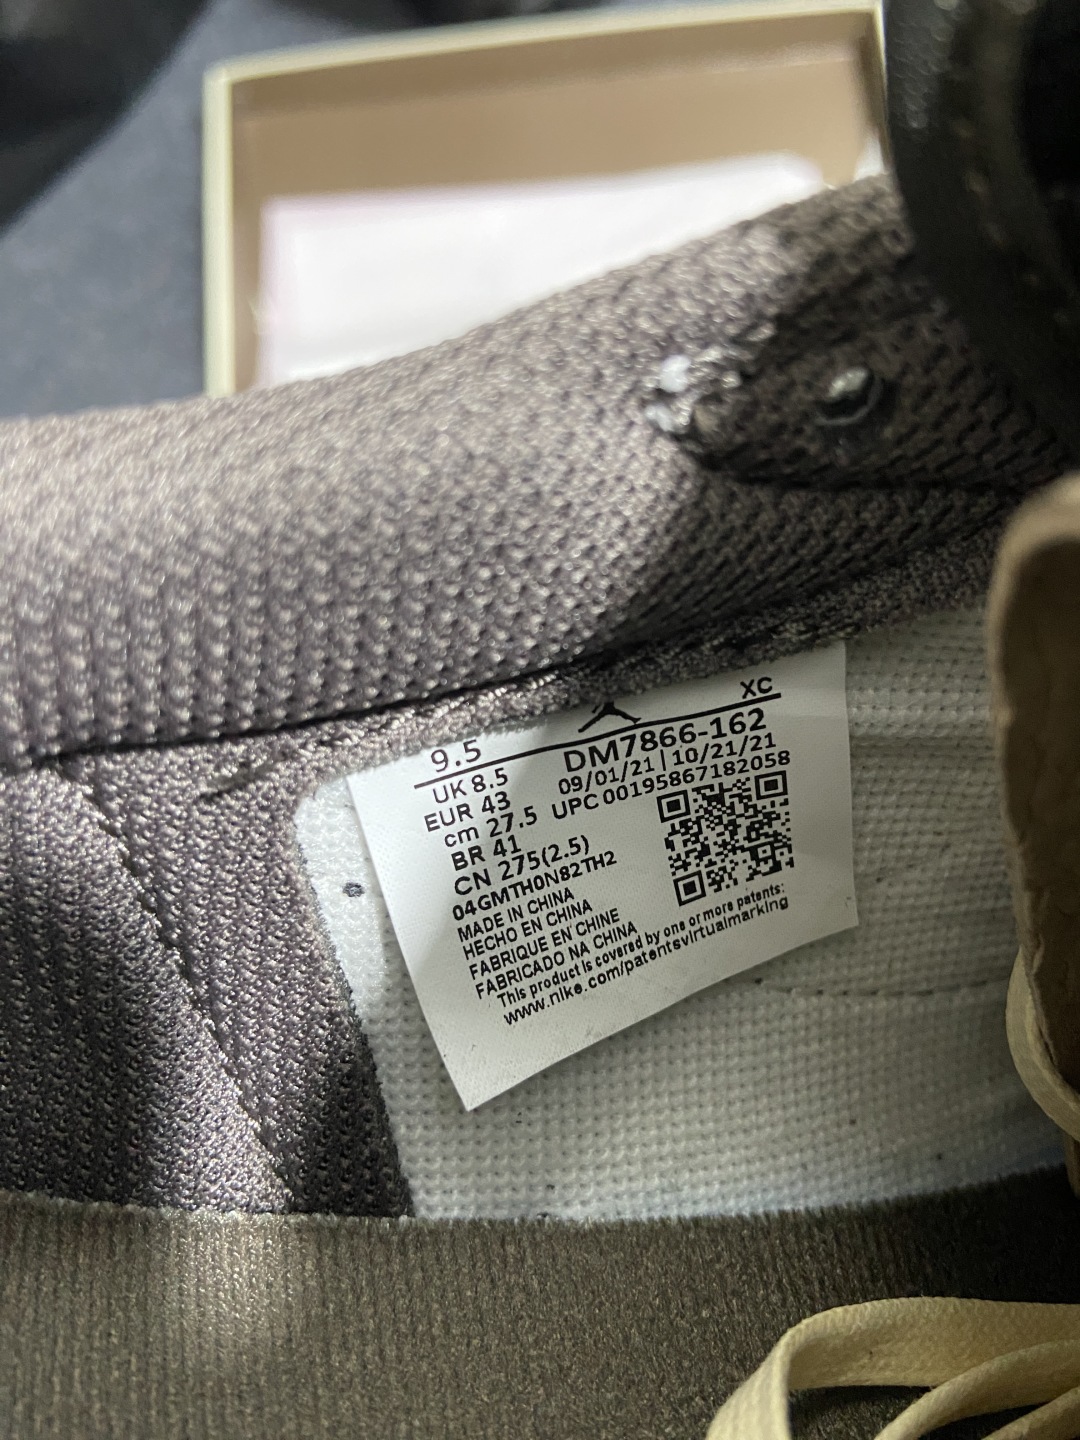 XC
9.5
DM7866-162
UK 8.5
09/01/21 | 10/21/21
EUR 43
UPC 00195867182058
cm 27.5
BR 41
CN 275(2.5)
04GMTH0N82TH2
MADE IN CHINA
HECHO EN CHINA
FABRIQUE EN CHINE
FABRICADO NA CHINA
This product is covered by one or more patents:
www.nike.com/patentsvirtualmarking